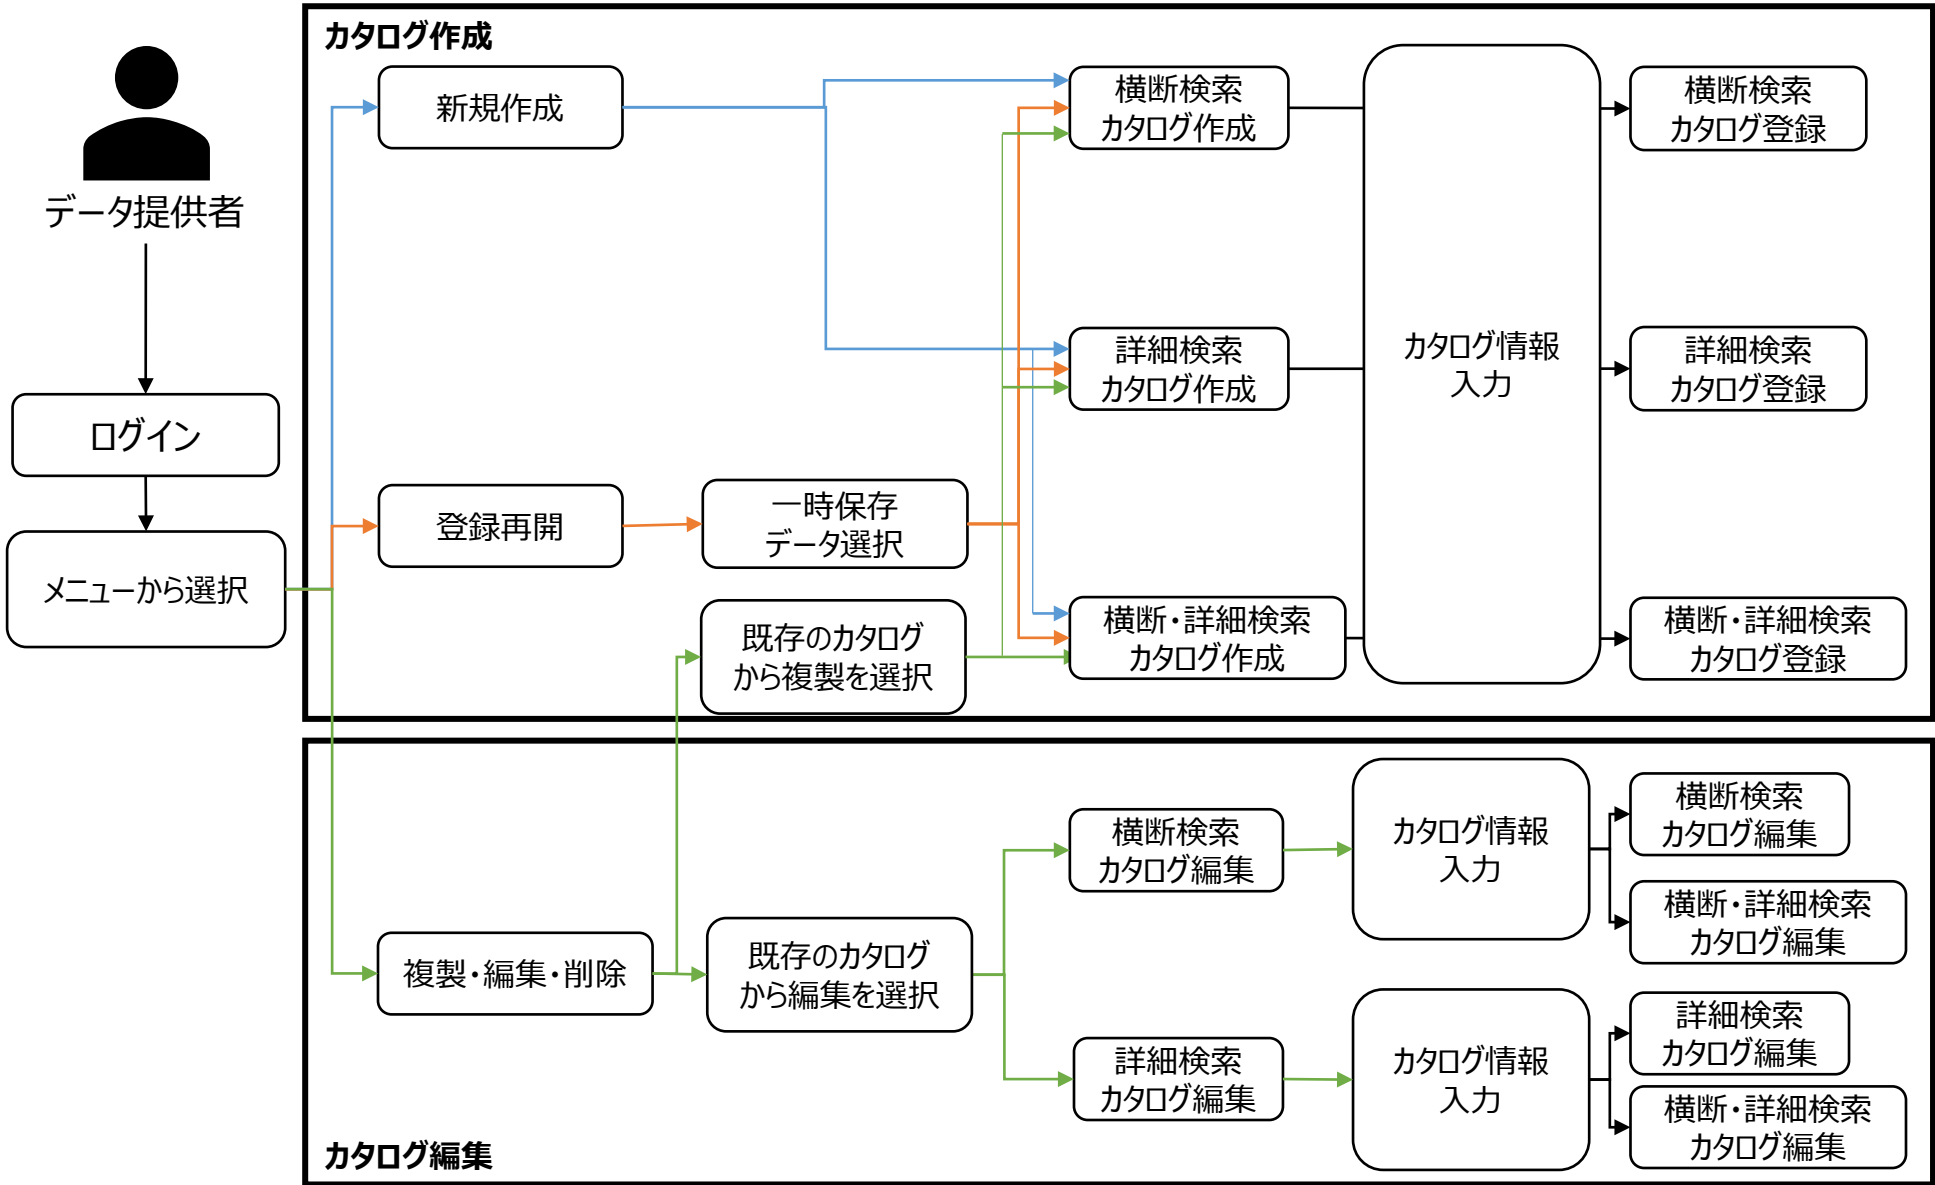 カタログ作成
データ提供者
ログイン
メニューから選択
新規作成
登録再開
一時保存
データ選択
既存のカタログ
から複製を選択
横断検索
カタログ作成
詳細検索
カタログ作成
横断・詳細検索
カタログ作成
カタログ情報
入力
横断検索
カタログ登録
詳細検索
カタログ登録
横断・詳細検索
カタログ登録
複製・編集・削除
既存のカタログ
から編集を選択
横断検索
カタログ編集
詳細検索
カタログ編集
カタログ情報
入力
カタログ情報
入力
横断検索
カタログ編集
横断・詳細検索
カタログ編集
詳細検索
カタログ編集
横断・詳細検索
カタログ編集
カタログ編集